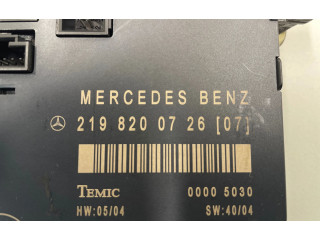 MERCEDES BENZ
219 820 07 26 [07]
TEMIC 0000 5030
HW:05/04 SW:40/04